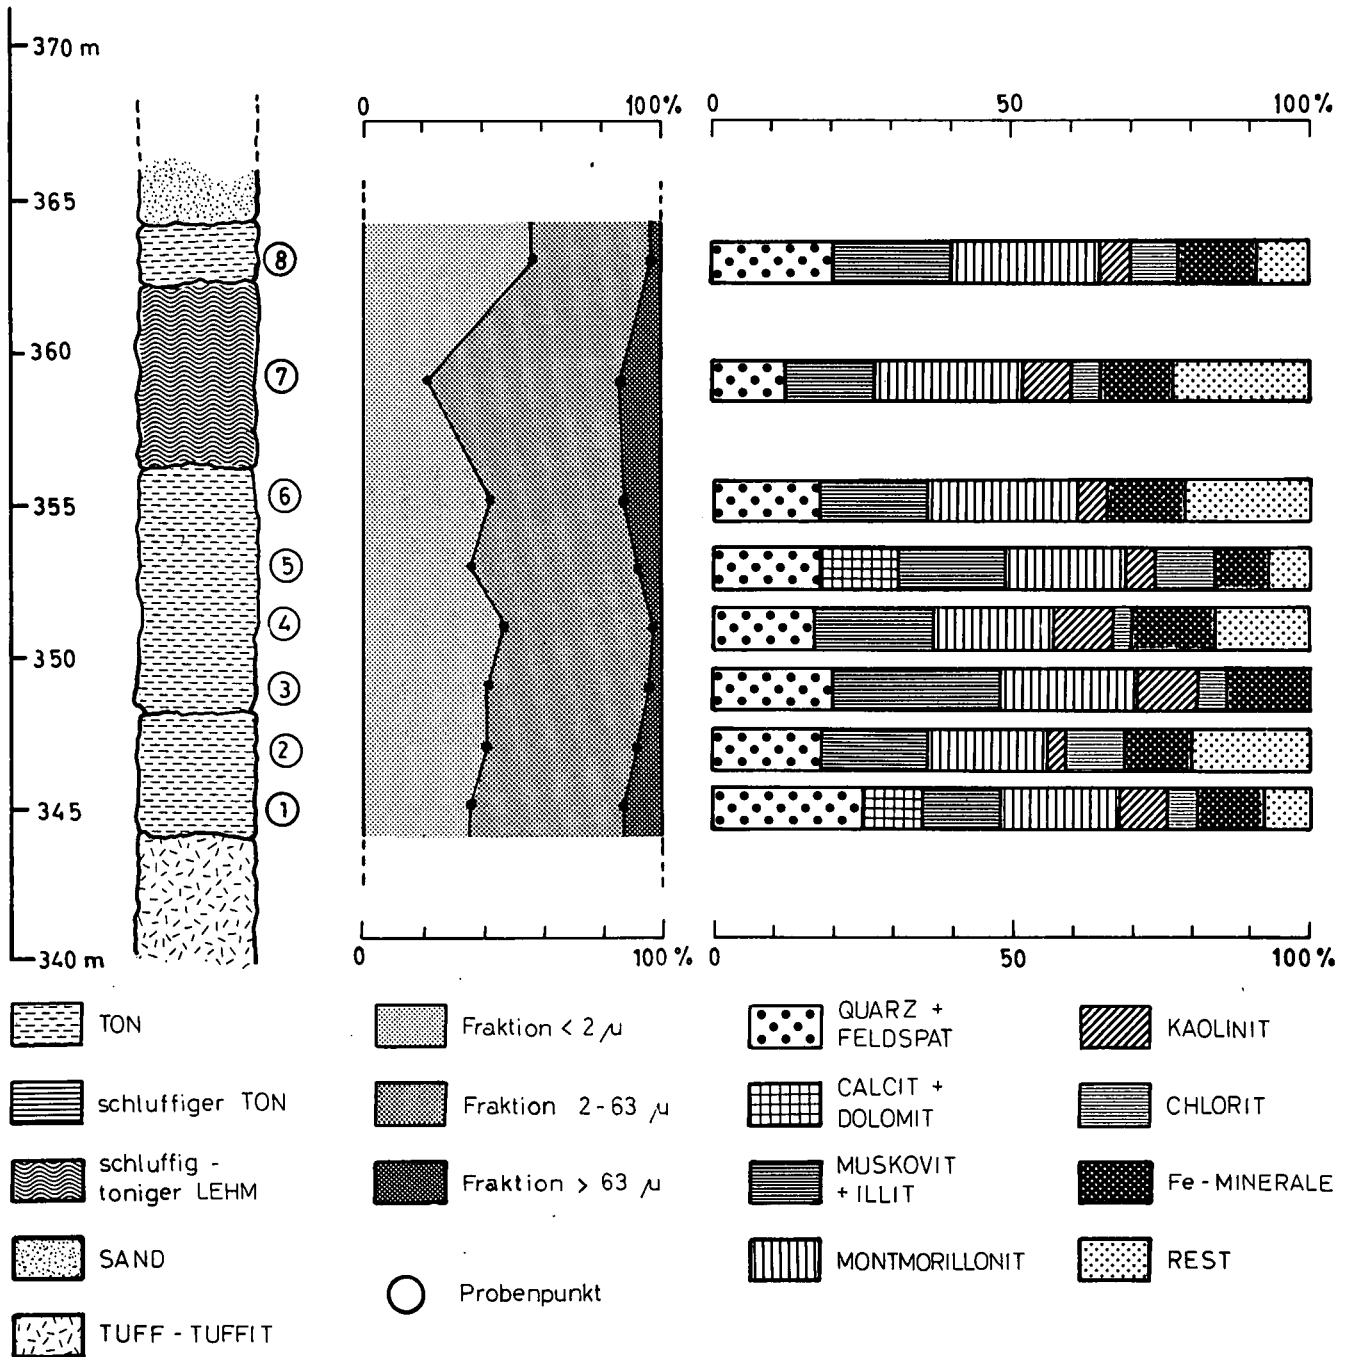 370 m
365
360
355
350
345
340 m
8
7
6
5
4
3
2
1
0 100%
0 50 100%
0 100%
0 50 100%
TON
schluffiger TON
schluffig -
toniger LEHM
SAND
TUFF - TUFFIT
Fraktion < 2 μ
Fraktion 2-63 μ
Fraktion > 63 μ
Probenpunkt
QUARZ +
FELDSPAT
CALCIT +
DOLOMIT
MUSKOVIT
+ ILLIT
MONTMORILLONIT
KAOLINIT
CHLORIT
Fe-MINERALE
REST